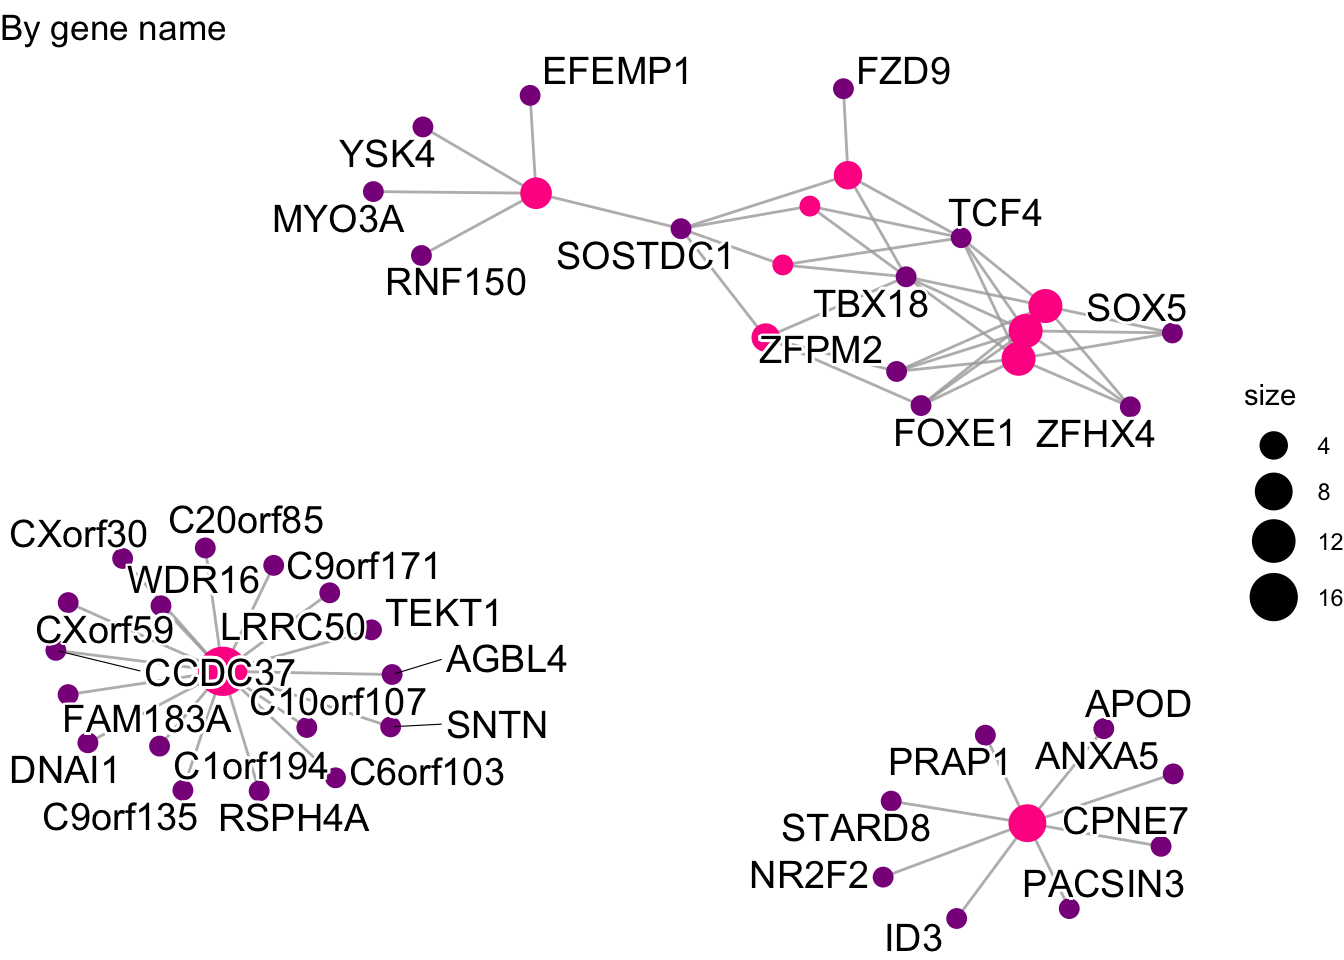 By gene name
EFEMP1
FZD9
YSK4
MYO3A
TCF4
SOSTDC1
RNF150
TBX18
SOX5
ZFPM2
FOXE1
ZFHX4
size
4
8
12
16
CXorf30
C20orf85
C9orf171
WDR16
TEKT1
CXorf59
LRRC50
AGBL4
CCDC37
C10orf107
FAM183A
SNTN
DNAI1
C1orf194
C6orf103
C9orf135
RSPH4A
APOD
PRAP1
ANXA5
STARD8
CPNE7
NR2F2
PACSIN3
ID3